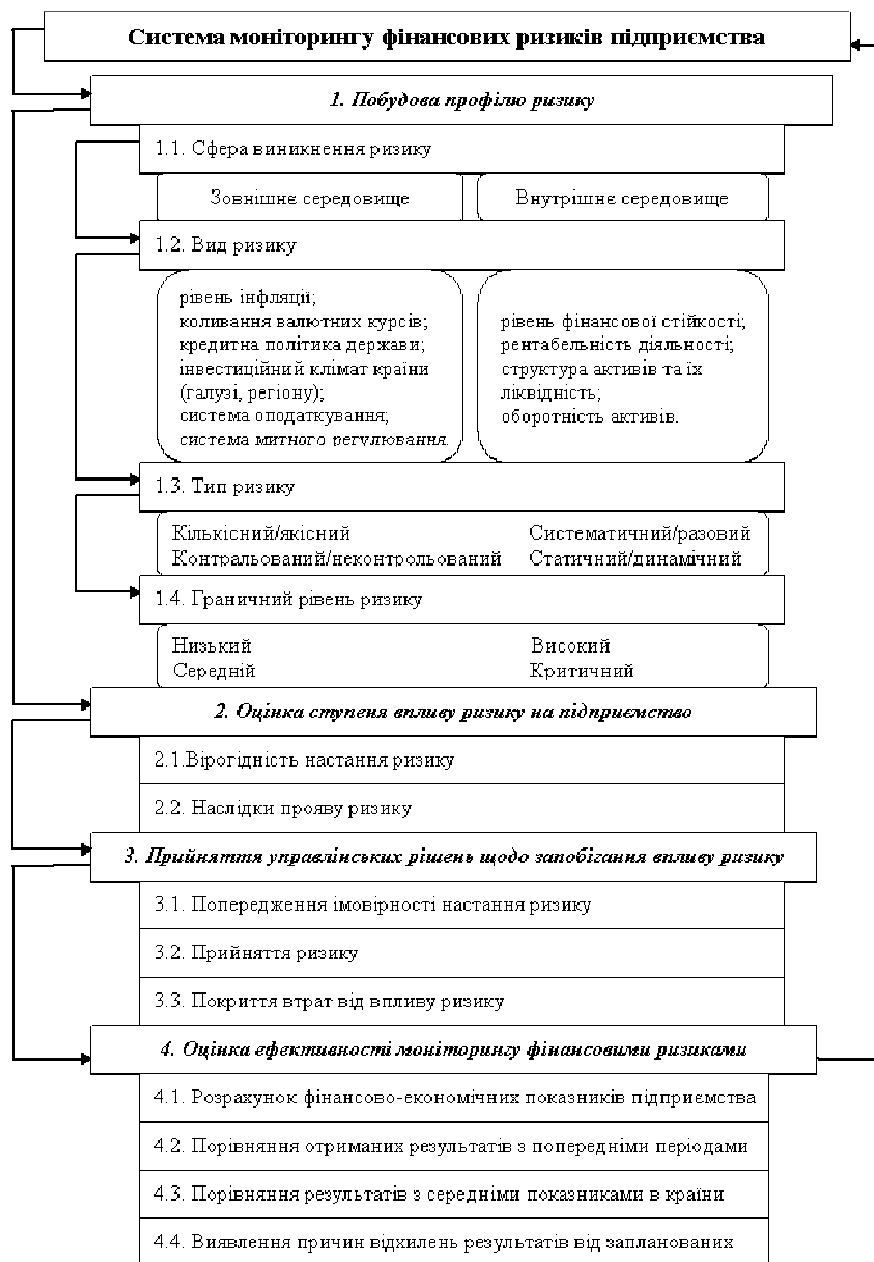 Система моніторингу фінансових ризиків підприємства
1. Побудова профілю ризику
1.1. Сфера виникнення ризику
Зовнішнє середовище
Внутрішнє середовище
1.2. Вид ризику
рівень інфляції;
коливання валютних курсів;
кредитна політика держави;
інвестиційний клімат країни
(галузі, регіону);
система оподаткування;
система митного регулювання.
рівень фінансової стійкості;
рентабельність діяльності;
структура активів та їх
ліквідність;
оборотність активів.
1.3. Тип ризику
Кількісний/якісний
Систематичний/разовий
Контральований/неконтрольований
Статичний/динамічний
1.4. Граничний рівень ризику
Низький
Високий
Середній
Критичний
2. Оцінка ступеня впливу ризику на підприємство
2.1.Вірогідність настання ризику
2.2. Наслідки прояву ризику
3. Прийняття управлінських рішень щодо запобігання впливу ризику
3.1. Попередження імовірності настання ризику
3.2. Прийняття ризику
3.3. Покриття втрат від впливу ризику
4. Оцінка ефективності моніторингу фінансовими ризиками
4.1. Розрахунок фінансово-економічних показників підприємства
4.2. Порівняння отриманих результатів з попередніми періодами
4.3. Порівняння результатів з середніми показниками в країни
4.4. Виявлення причин відхилень результатів від запланованих